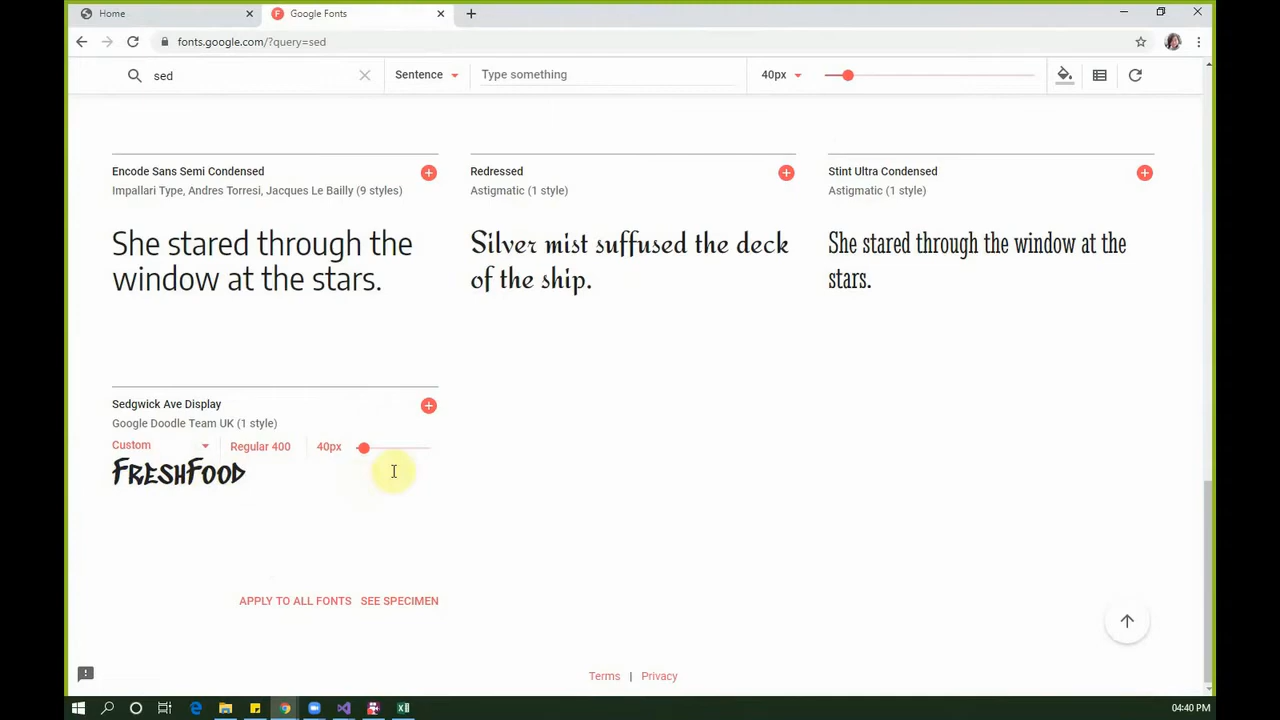 Home
Google Fonts
fonts.google.com/?query=sed
sed
Sentence
Type something
40px
Encode Sans Semi Condensed
Impallari Type, Andres Torresi, Jacques Le Bailly (9 styles)
She stared through the
window at the stars.
Redressed
Astigmatic (1 style)
Silver mist suffused the deck
of the ship.
Stint Ultra Condensed
Astigmatic (1 style)
She stared through the window at the
stars.
Sedgwick Ave Display
Google Doodle Team UK (1 style)
Custom Regular 400 40px
FRESHFOOD
APPLY TO ALL FONTS SEE SPECIMEN
Terms | Privacy
04:40 PM